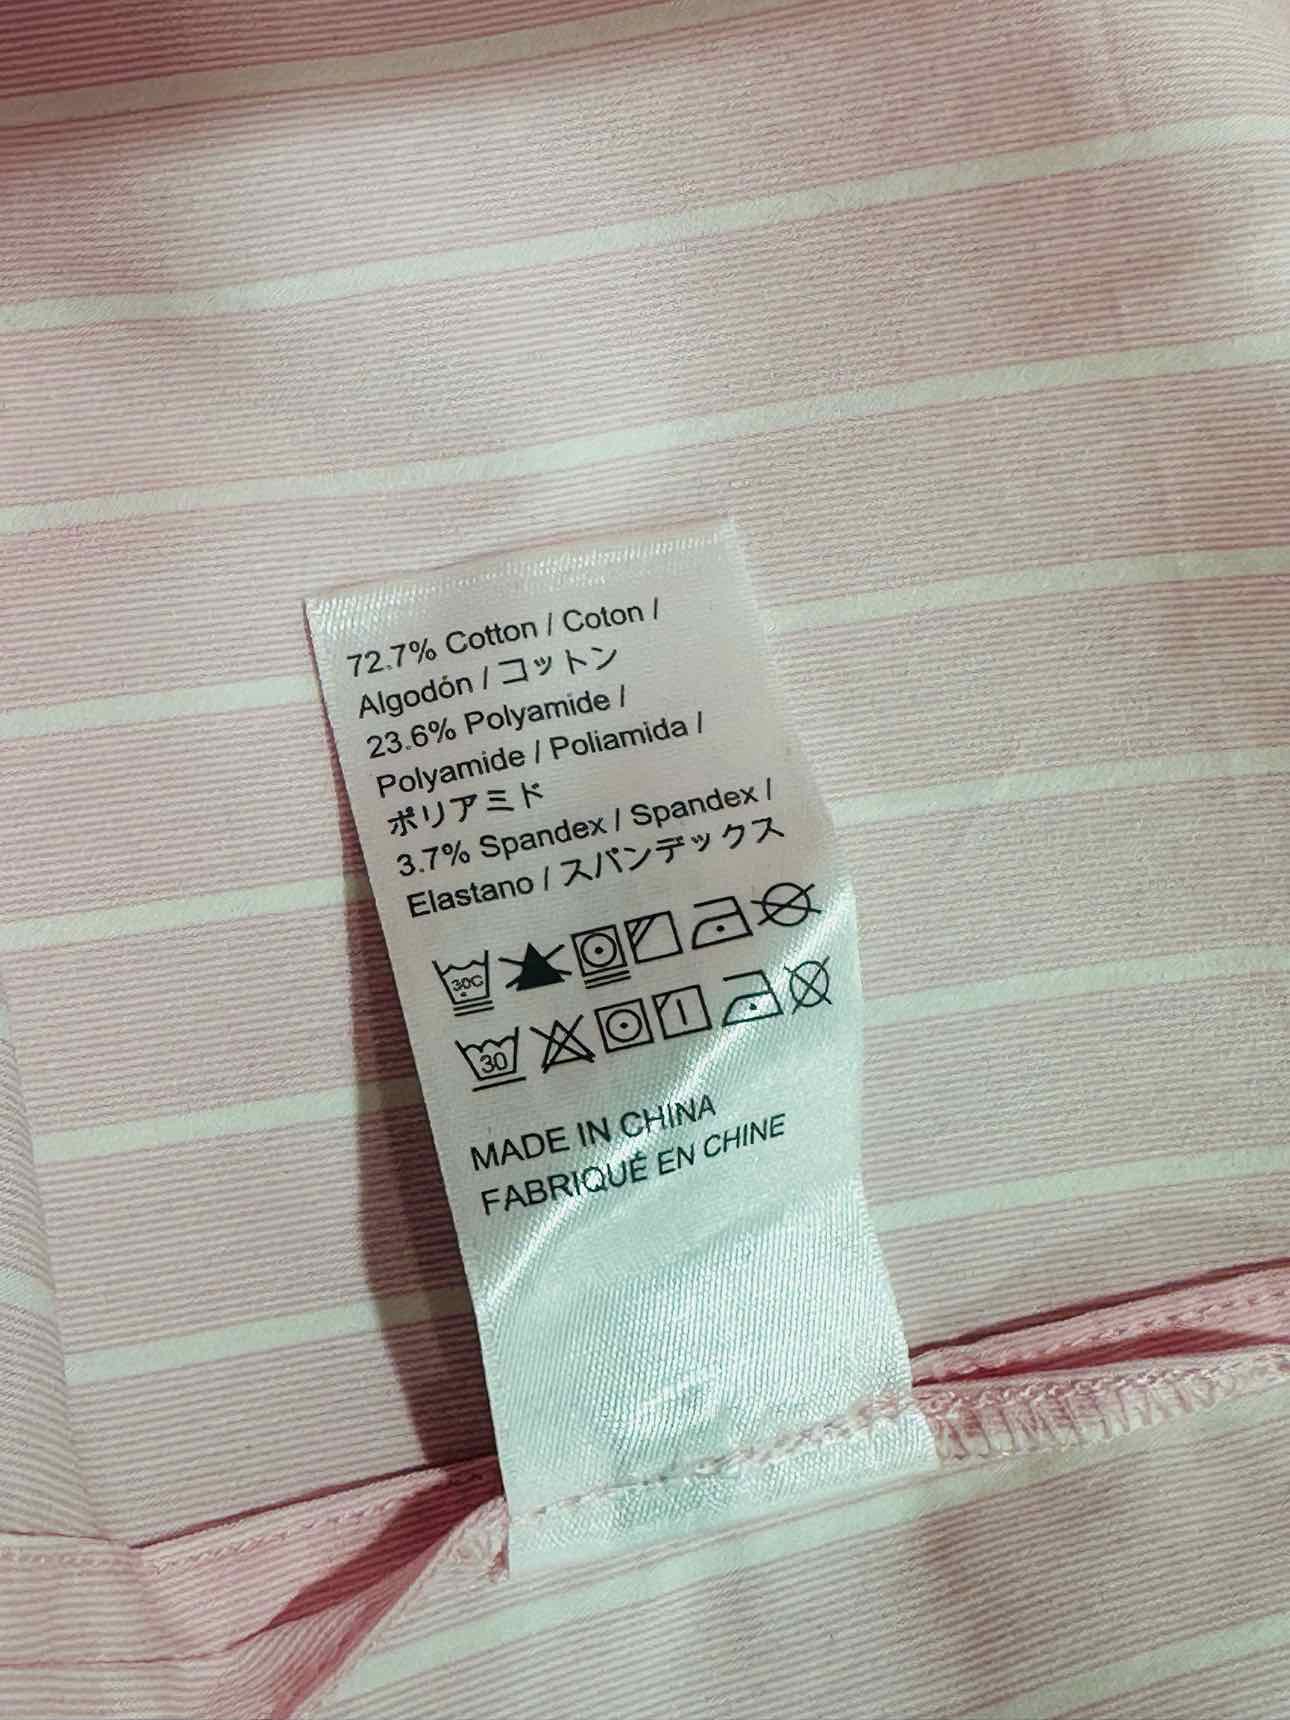 72.7% Cotton / Coton /
Algodón / コットン
23.6% Polyamide /
Polyamide / Poliamida /
ポリアミド
3.7% Spandex / Spandex /
Elastano / スパンデックス
30C
30
MADE IN CHINA
FABRIQUÉ EN CHINE